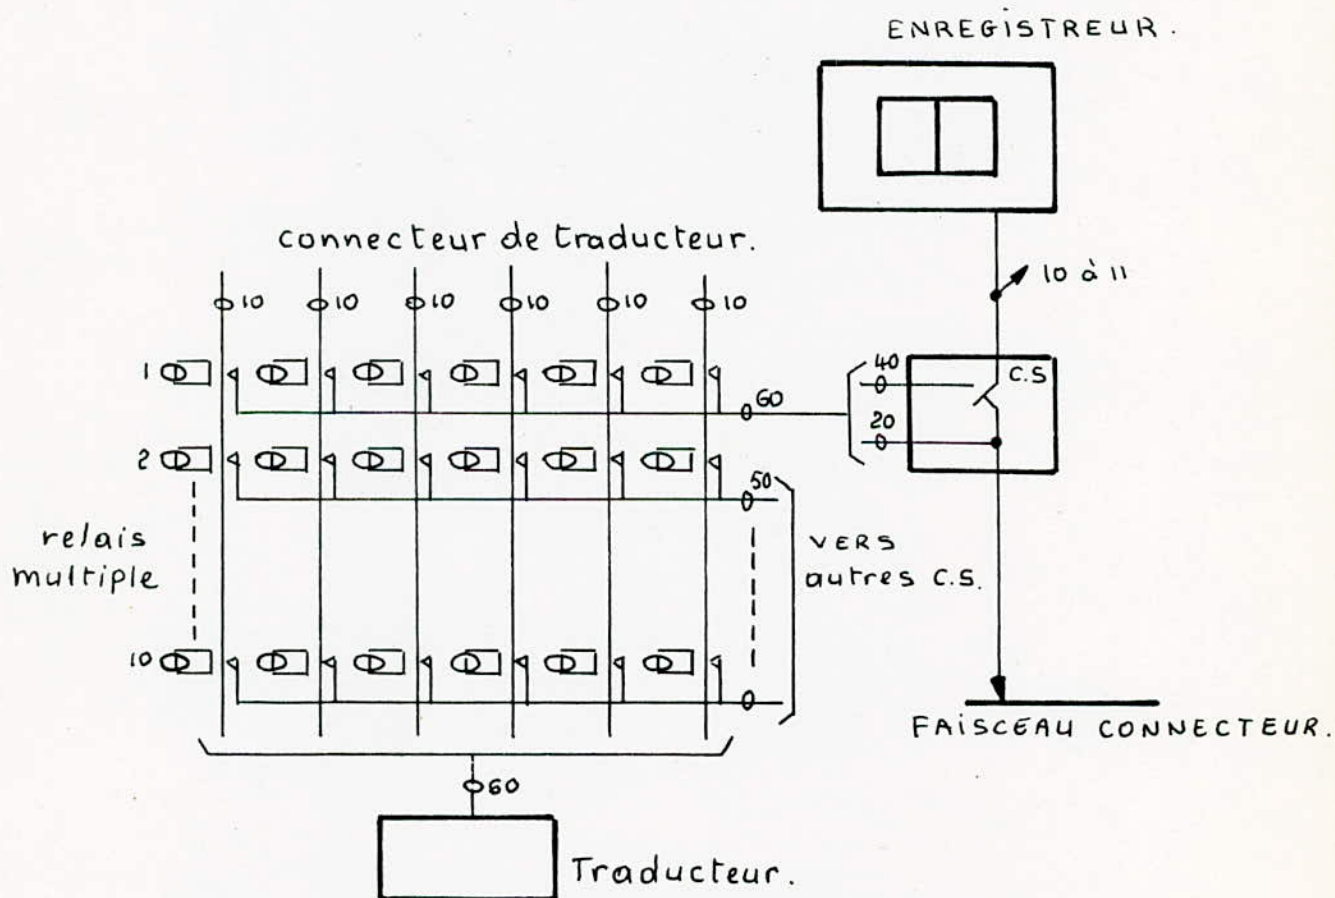 ENREGISTREUR.
connecteur de traducteur.
10 à 11
10 10 10 10 10 10
1
40
C.S
60
20
2
50
relais
multiple
VERS
autres C.S.
10
FAISCEAU CONNECTEUR.
60
Traducteur.